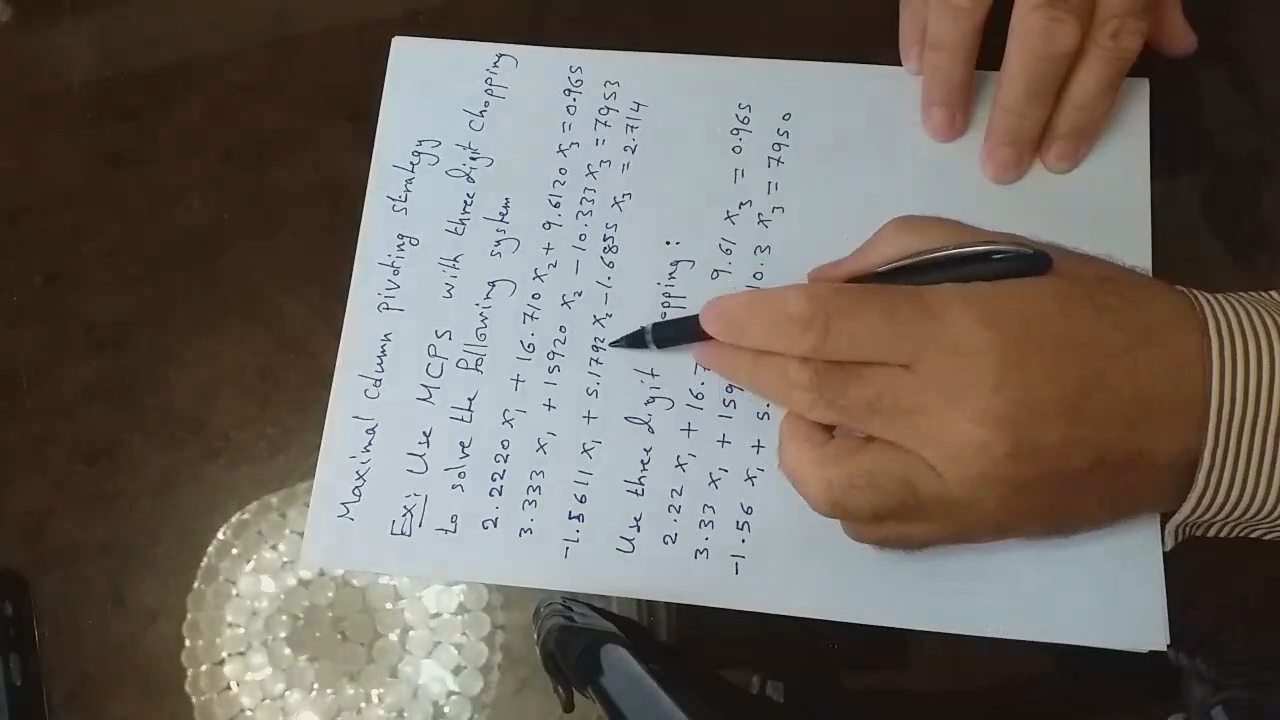 Maximal column pivoting strategy
Ex: Use MCPS with three digit chopping
to solve the following system
2.2220 x₁ + 16.710 x₂ + 9.6120 x₃ = 0.965
3.333 x₁ + 15920 x₂ - 10.333 x₃ = 7953
-1.5611 x₁ + 5.1792 x₂ - 1.6855 x₃ = 2.714
Use three digit opping :
2.22 x₁ + 16.7 9.61 x₃ = 0.965
3.33 x₁ + 159 10.3 x₃ = 7950
-1.56 x₁ + 5.